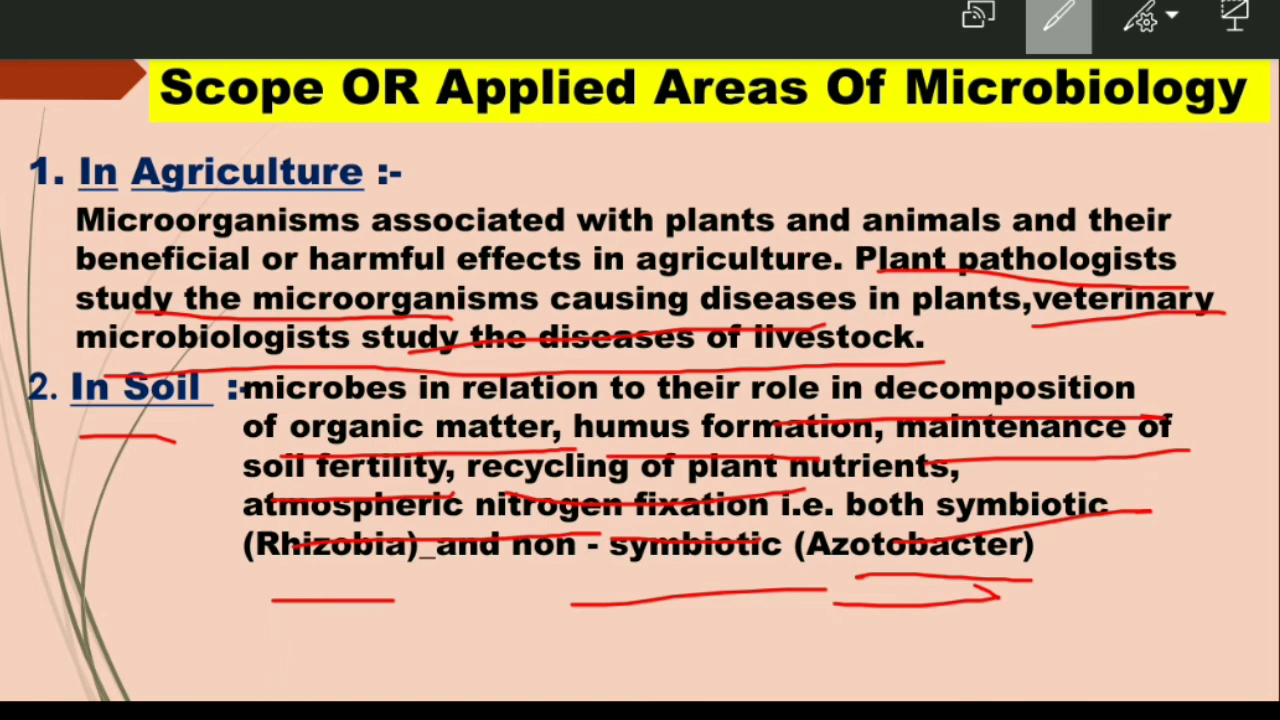 Scope OR Applied Areas Of Microbiology
1. In Agriculture :-
Microorganisms associated with plants and animals and their
beneficial or harmful effects in agriculture. Plant pathologists
study the microorganisms causing diseases in plants,veterinary
microbiologists study the diseases of livestock.
2. In Soil :-microbes in relation to their role in decomposition
of organic matter, humus formation, maintenance of
soil fertility, recycling of plant nutrients,
atmospheric nitrogen fixation i.e. both symbiotic
(Rhizobia)_and non - symbiotic (Azotobacter)